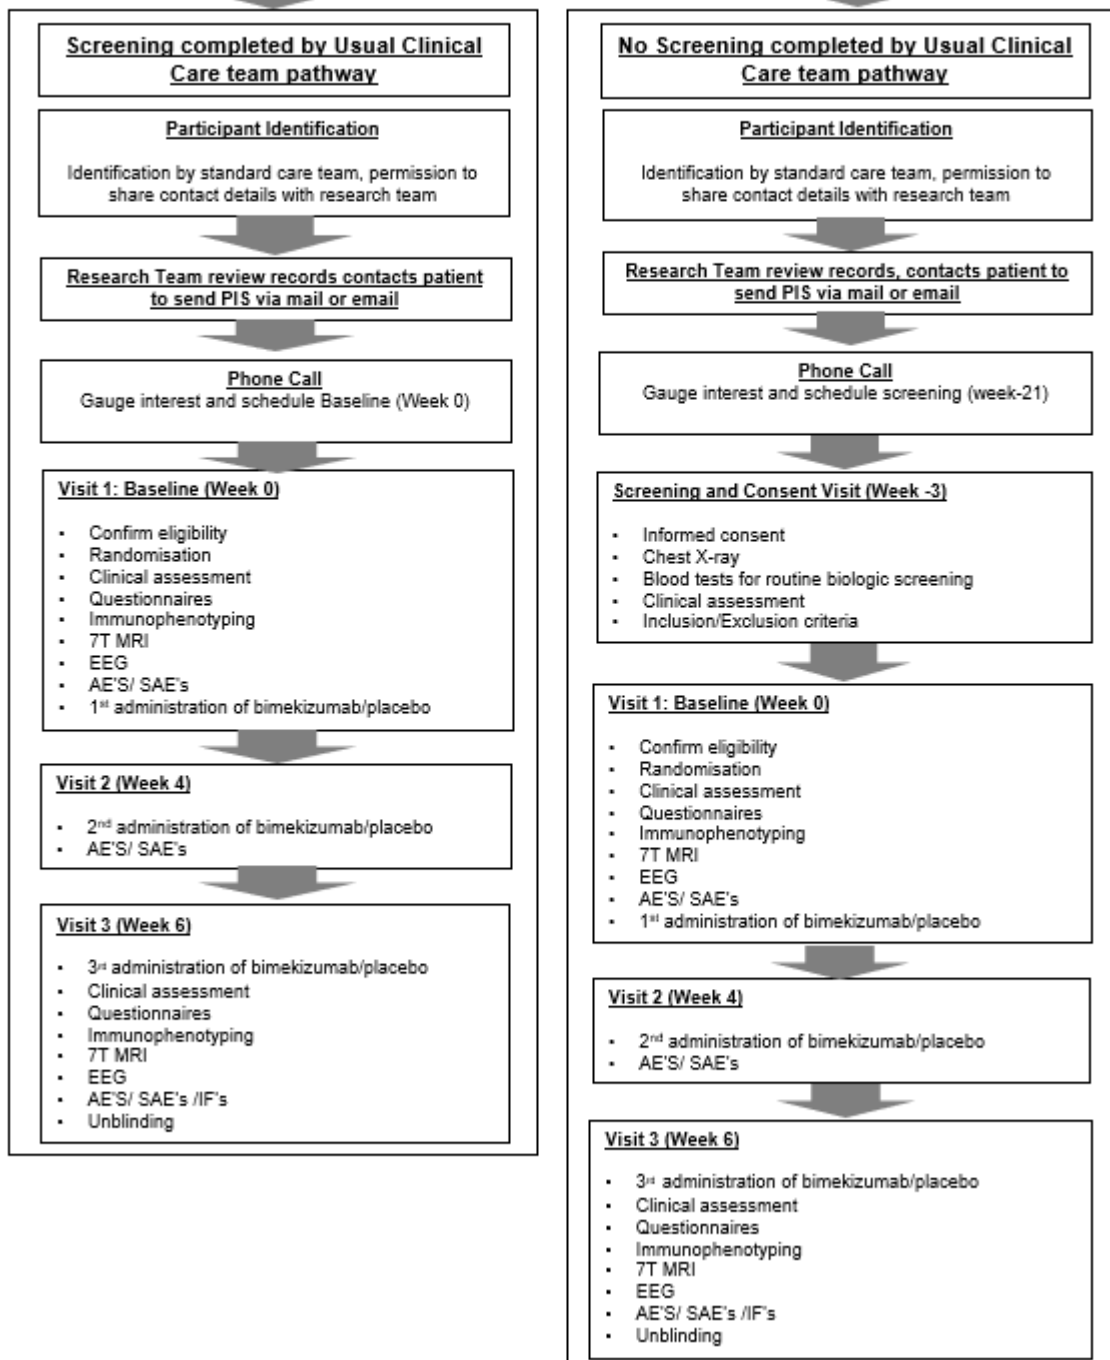 Screening completed by Usual Clinical
Care team pathway
Participant Identification
Identification by standard care team, permission to
share contact details with research team
Research Team review records contacts patient
to send PIS via mail or email
Phone Call
Gauge interest and schedule Baseline (Week 0)
Visit 1: Baseline (Week 0)
▪ Confirm eligibility
▪ Randomisation
▪ Clinical assessment
▪ Questionnaires
▪ Immunophenotyping
▪ 7T MRI
▪ EEG
▪ AE'S/ SAE's
▪ 1st administration of bimekizumab/placebo
Visit 2 (Week 4)
▪ 2nd administration of bimekizumab/placebo
▪ AE'S/ SAE's
Visit 3 (Week 6)
▪ 3rd administration of bimekizumab/placebo
▪ Clinical assessment
▪ Questionnaires
▪ Immunophenotyping
▪ 7T MRI
▪ EEG
▪ AE'S/ SAE's /IF's
▪ Unblinding
No Screening completed by Usual Clinical
Care team pathway
Participant Identification
Identification by standard care team, permission to
share contact details with research team
Research Team review records, contacts patient to
send PIS via mail or email
Phone Call
Gauge interest and schedule screening (week-21)
Screening and Consent Visit (Week -3)
▪ Informed consent
▪ Chest X-ray
▪ Blood tests for routine biologic screening
▪ Clinical assessment
▪ Inclusion/Exclusion criteria
Visit 1: Baseline (Week 0)
▪ Confirm eligibility
▪ Randomisation
▪ Clinical assessment
▪ Questionnaires
▪ Immunophenotyping
▪ 7T MRI
▪ EEG
▪ AE'S/ SAE's
▪ 1st administration of bimekizumab/placebo
Visit 2 (Week 4)
▪ 2nd administration of bimekizumab/placebo
▪ AE'S/ SAE's
Visit 3 (Week 6)
▪ 3rd administration of bimekizumab/placebo
▪ Clinical assessment
▪ Questionnaires
▪ Immunophenotyping
▪ 7T MRI
▪ EEG
▪ AE'S/ SAE's /IF's
▪ Unblinding